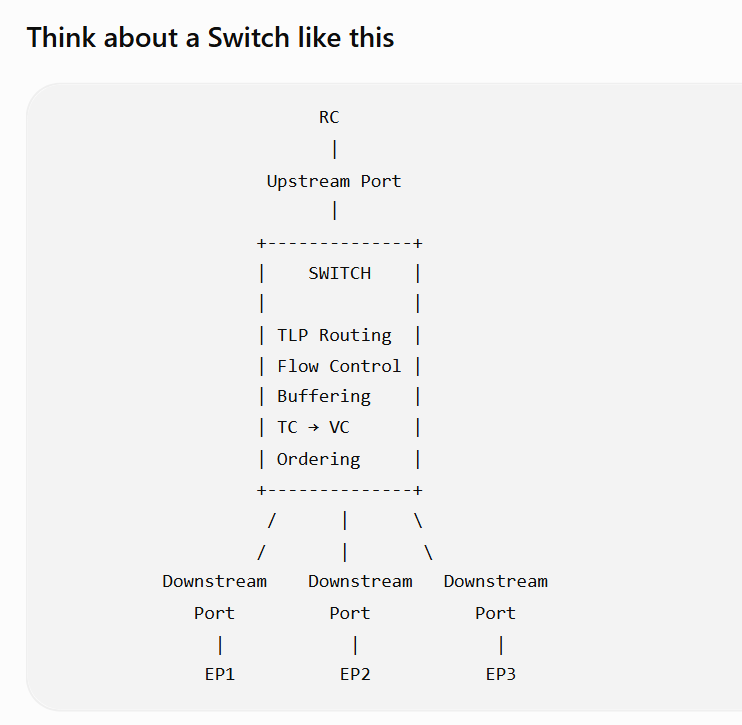 Think about a Switch like this
RC
|
Upstream Port
|
+--------------+
|    SWITCH    |
|              |
| TLP Routing  |
| Flow Control |
| Buffering    |
| TC → VC      |
| Ordering     |
+--------------+
/      |      \
/       |       \
Downstream    Downstream   Downstream
Port         Port          Port
|            |             |
EP1          EP2           EP3